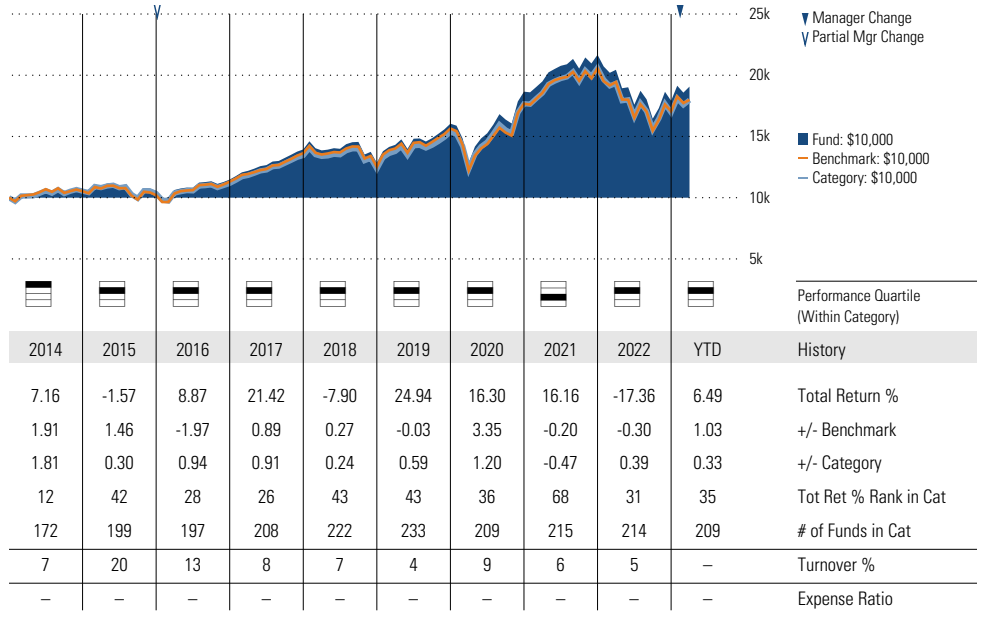 25k
▼ Manager Change
V Partial Mgr Change
20k
15k
Fund: $10,000
Benchmark: $10,000
Category: $10,000
10k
5k
Performance Quartile
(Within Category)
2014 2015 2016 2017 2018 2019 2020 2021 2022 YTD History
7.16 -1.57 8.87 21.42 -7.90 24.94 16.30 16.16 -17.36 6.49 Total Return %
1.91 1.46 -1.97 0.89 0.27 -0.03 3.35 -0.20 -0.30 1.03 +/- Benchmark
1.81 0.30 0.94 0.91 0.24 0.59 1.20 -0.47 0.39 0.33 +/- Category
12 42 28 26 43 43 36 68 31 35 Tot Ret % Rank in Cat
172 199 197 208 222 233 209 215 214 209 # of Funds in Cat
7 20 13 8 7 4 9 6 5 – Turnover %
– – – – – – – – – – Expense Ratio